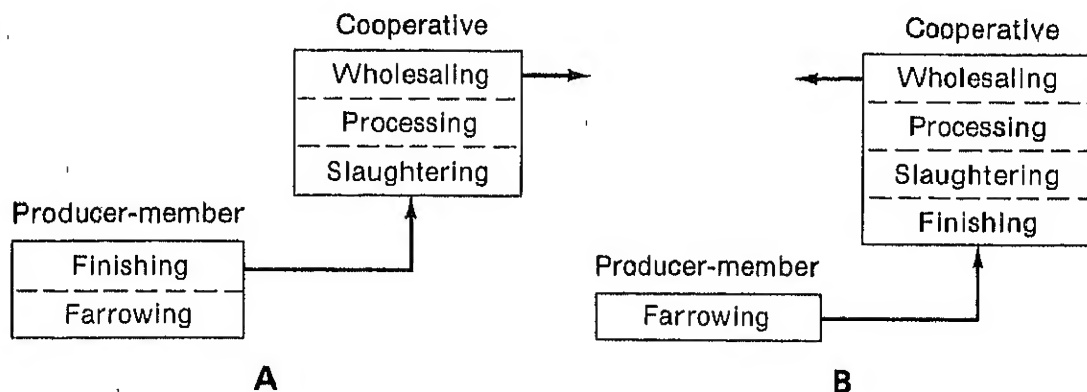 Cooperative
Wholesaling
Processing
Slaughtering
Producer-member
Finishing
Farrowing
A
Cooperative
Wholesaling
Processing
Slaughtering
Finishing
Producer-member
Farrowing
B